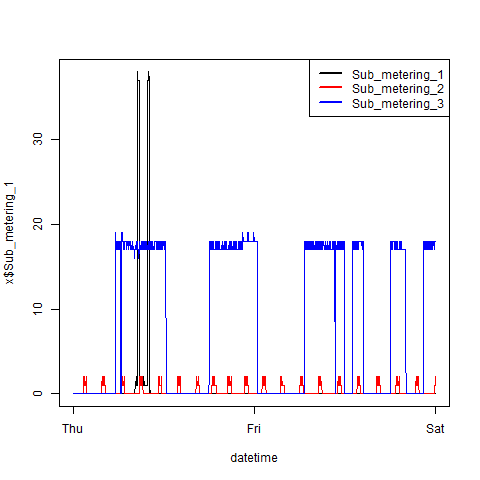 Sub_metering_1
Sub_metering_2
Sub_metering_3
x$Sub_metering_1
30
20
10
0
Thu Fri Sat
datetime